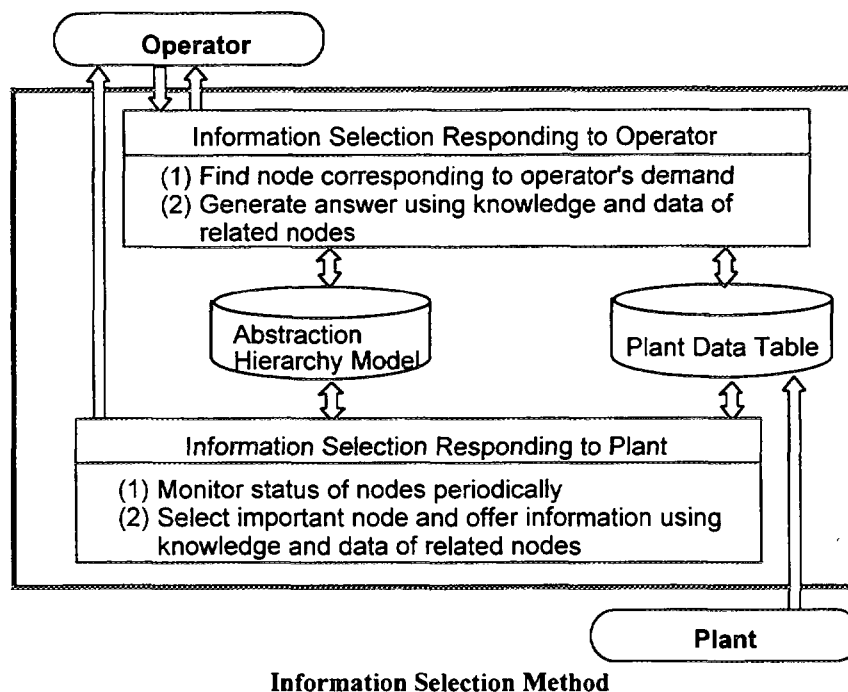 Operator
Information Selection Responding to Operator
(1) Find node corresponding to operator's demand
(2) Generate answer using knowledge and data of
related nodes
Abstraction
Hierarchy Model
Plant Data Table
Information Selection Responding to Plant
(1) Monitor status of nodes periodically
(2) Select important node and offer information using
knowledge and data of related nodes
Plant
Information Selection Method